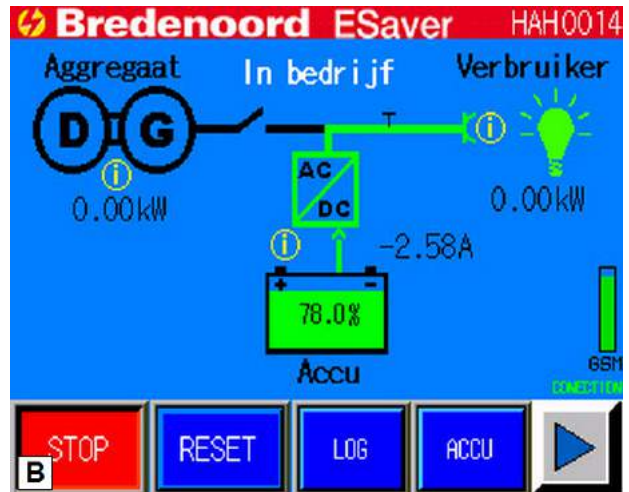 Bredenoord ESaver HAH0014
Aggregaat In bedrijf Verbruiker
D G
i
i
AC
DC
0.00kW
0.00kW
i
-2.58A
+ -
78.0%
Accu
GSM
CONECTION
STOP RESET LOG ACCU
B